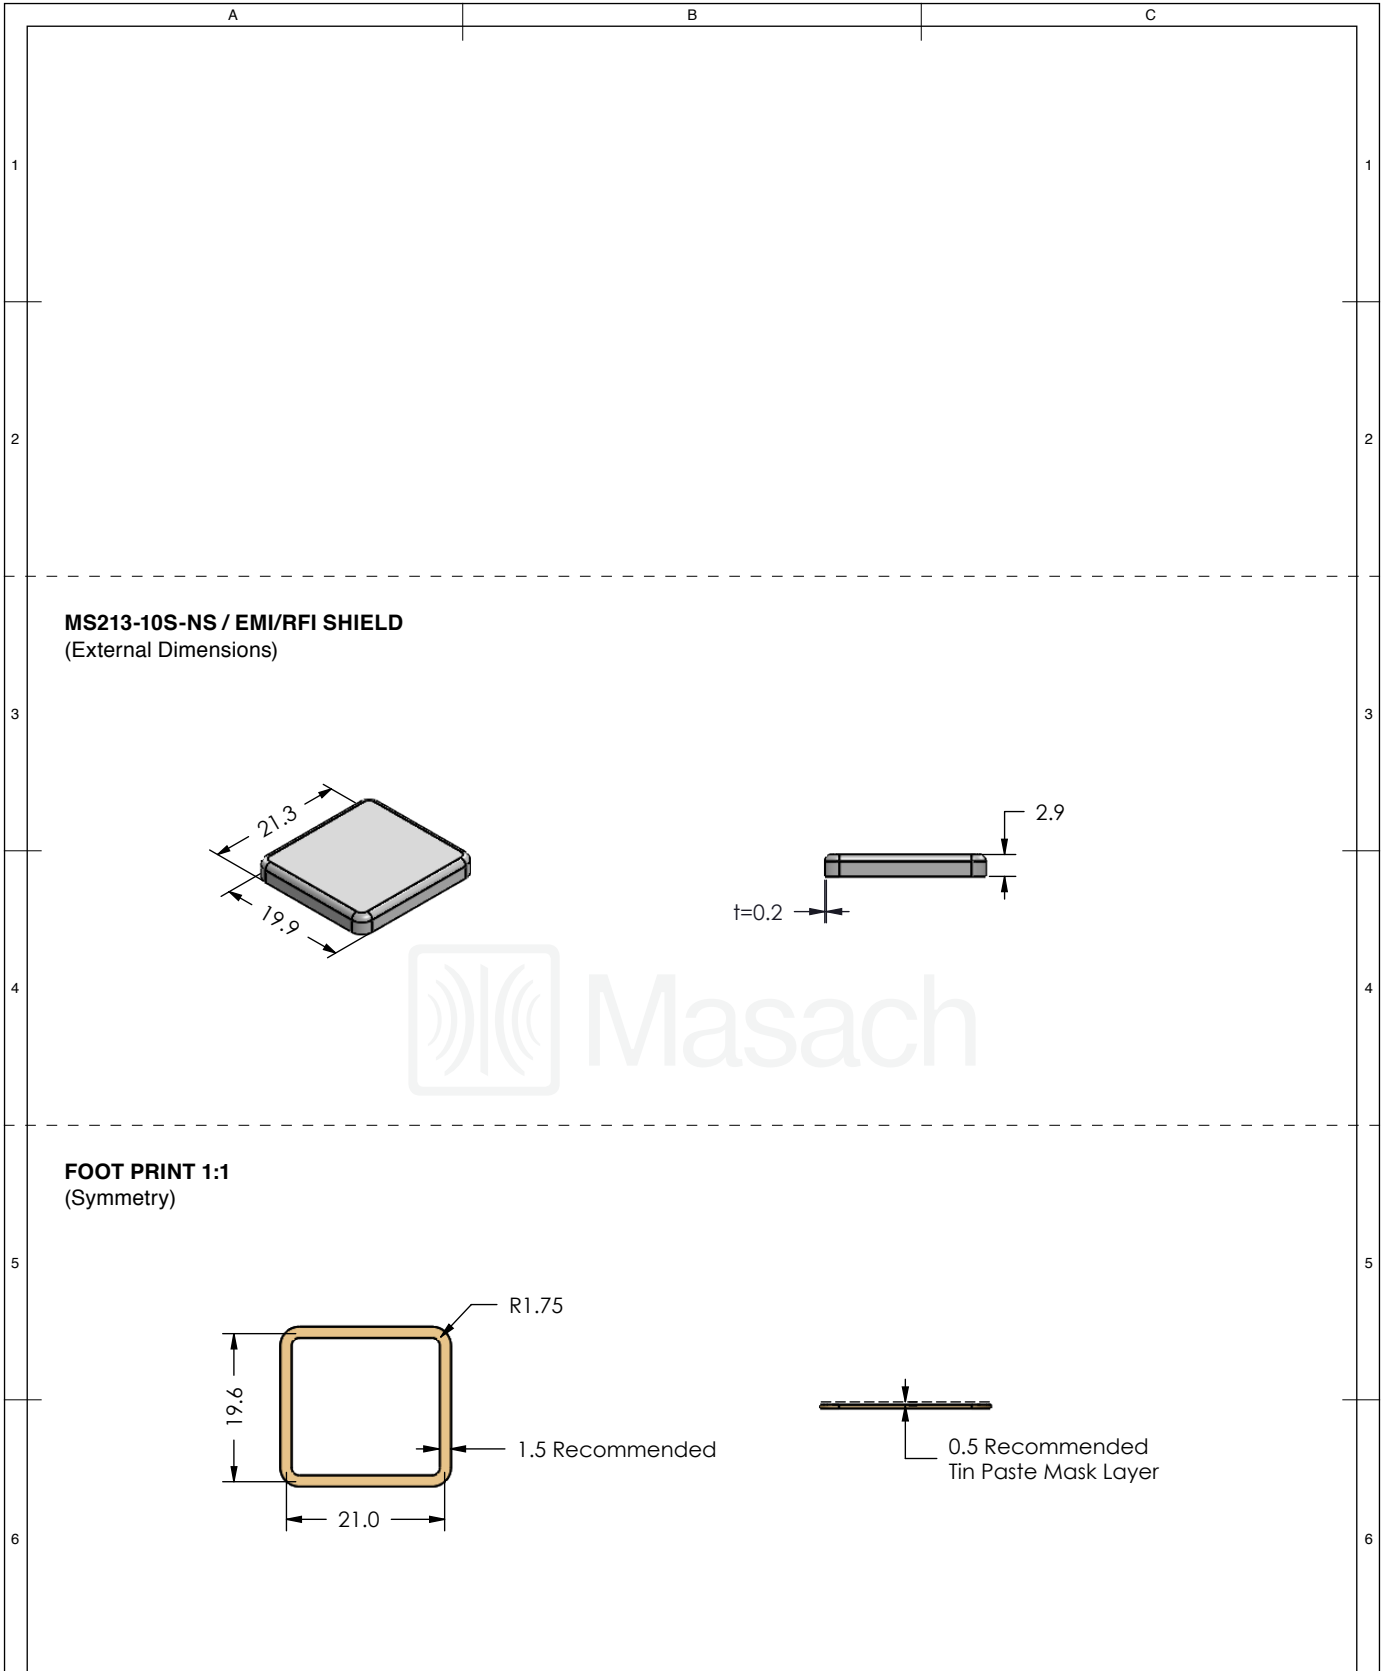 A B C
1 1
2 2
MS213-10S-NS / EMI/RFI SHIELD
(External Dimensions)
3 3
21.3
2.9
19.9
t=0.2
Masach
4 4
FOOT PRINT 1:1
(Symmetry)
5 5
R1.75
19.6
1.5 Recommended
0.5 Recommended
Tin Paste Mask Layer
21.0
6 6